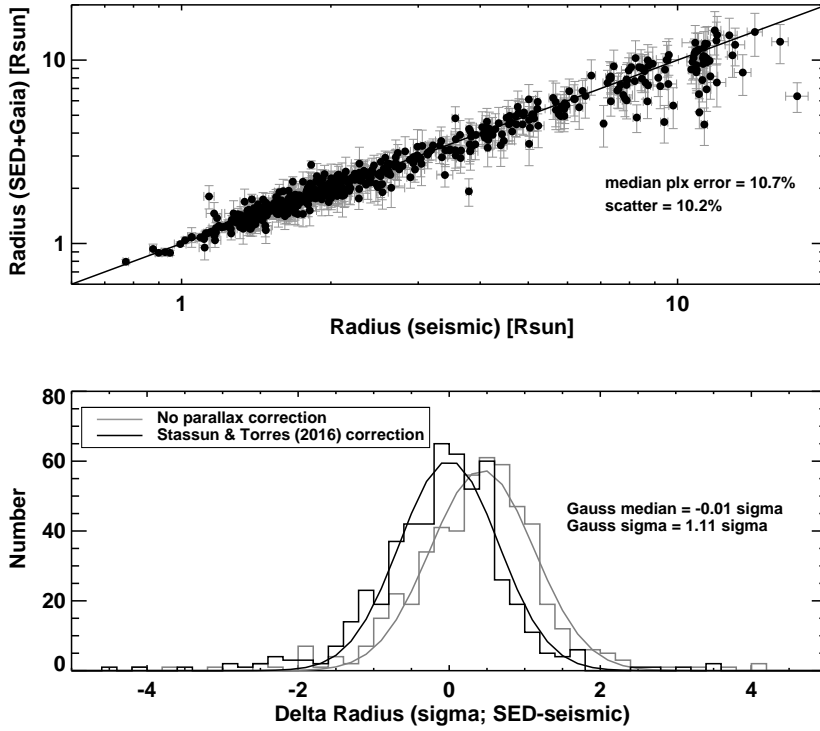 10
1
Radius (SED+Gaia) [Rsun]
median plx error = 10.7%
scatter = 10.2%
1
10
Radius (seismic) [Rsun]
80
60
40
20
0
Number
No parallax correction
Stassun & Torres (2016) correction
Gauss median = -0.01 sigma
Gauss sigma = 1.11 sigma
-4
-2
0
2
4
Delta Radius (sigma; SED-seismic)